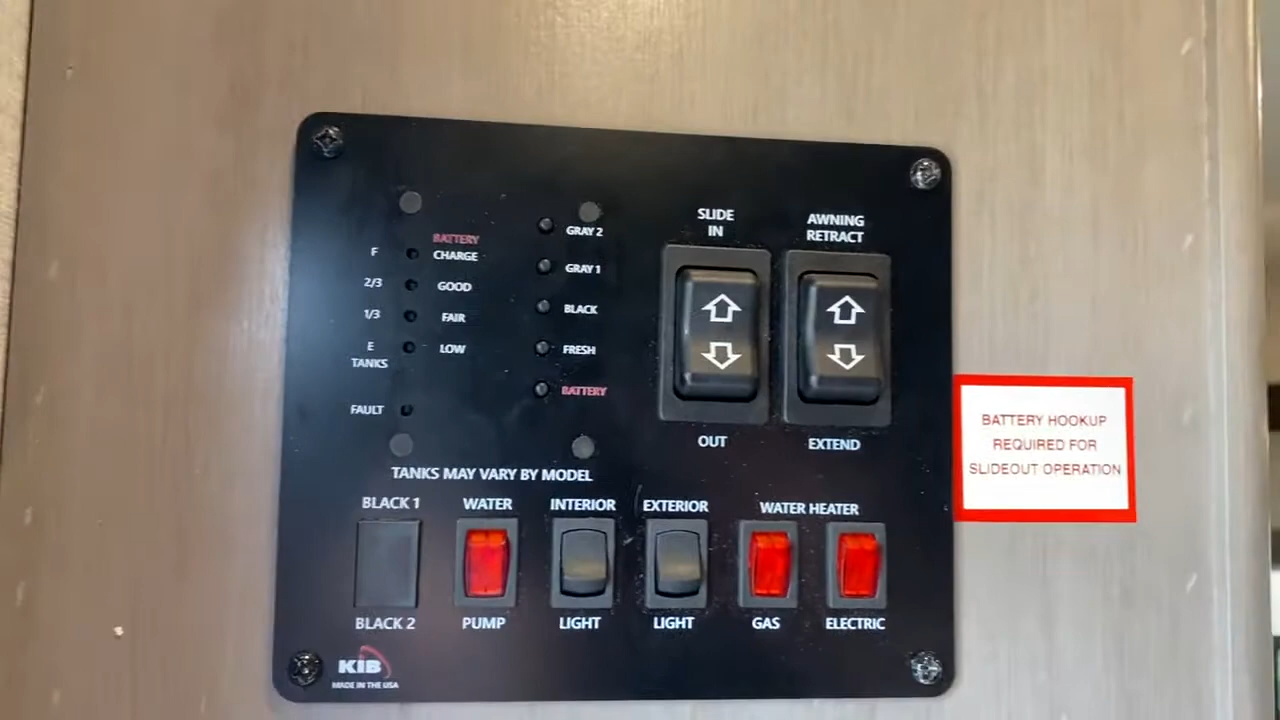 BATTERY
F
CHARGE
2/3
GOOD
1/3
FAIR
E
LOW
TANKS
FAULT
GRAY 2
GRAY 1
BLACK
FRESH
BATTERY
TANKS MAY VARY BY MODEL
SLIDE
IN
OUT
AWNING
RETRACT
EXTEND
BLACK 1
BLACK 2
WATER
PUMP
INTERIOR
LIGHT
EXTERIOR
LIGHT
WATER HEATER
GAS
ELECTRIC
KIB
MADE IN THE USA
BATTERY HOOKUP
REQUIRED FOR
SLIDEOUT OPERATION